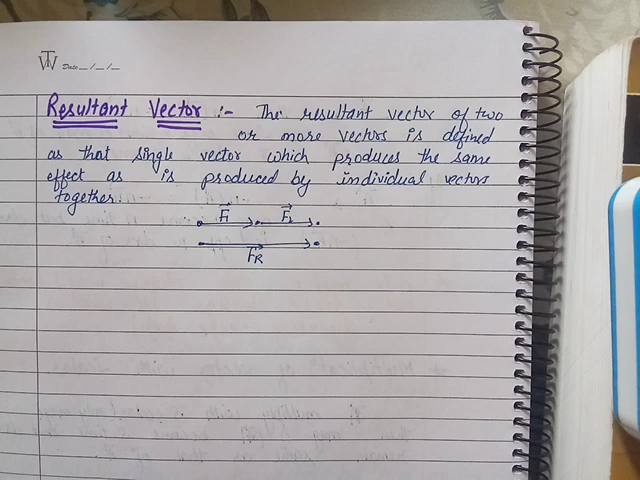 TW Date _ / _ / _
Resultant Vector :- The resultant vector of two
or more vectors is defined
as that single vector which produces the same
effect as is produced by individual vectors
together.
F₁ F₂
FR